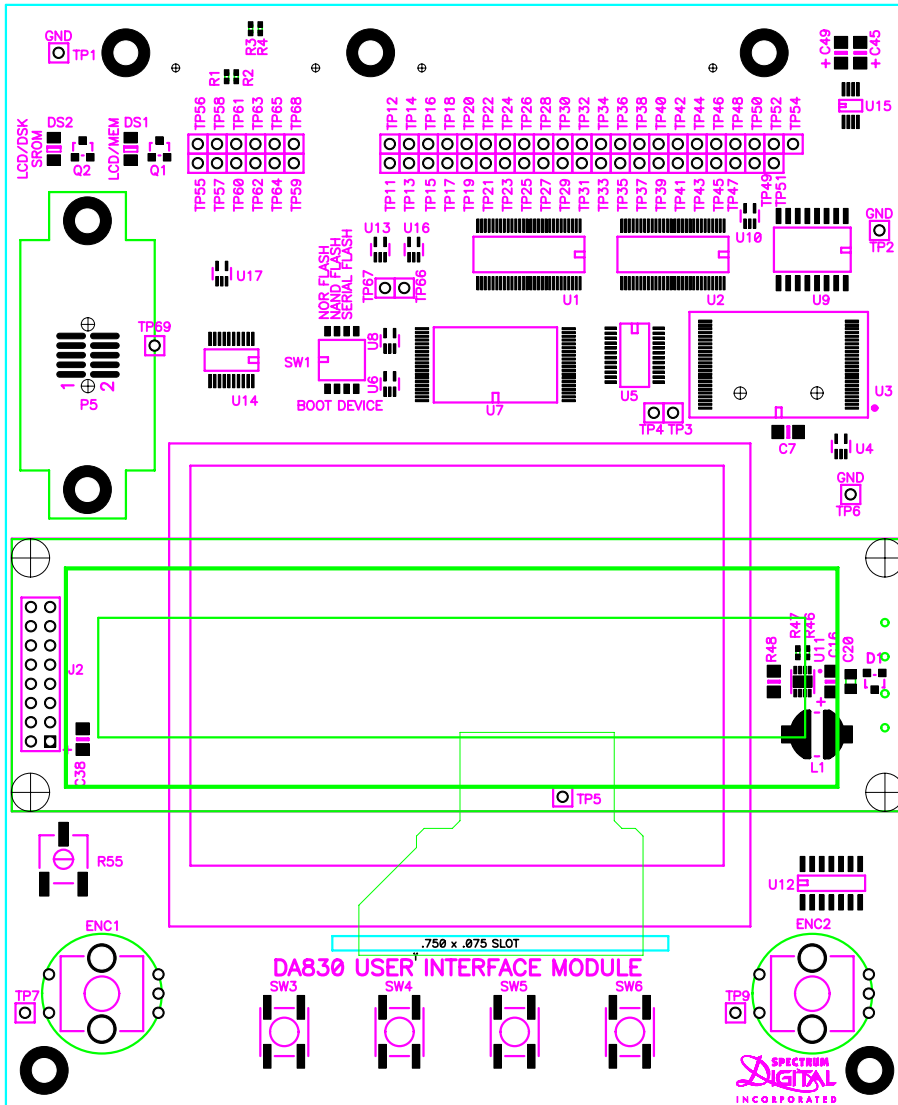 GND
TP1
R3
R4
R1
R2
C49
C45
+
+
U15
DS2
LCD/DSK
SROM
Q2
DS1
LCD/MEM
Q1
TP56
TP58
TP61
TP63
TP65
TP68
TP55
TP57
TP60
TP62
TP64
TP59
TP12
TP14
TP16
TP18
TP20
TP22
TP24
TP26
TP28
TP30
TP32
TP34
TP36
TP38
TP40
TP42
TP44
TP46
TP48
TP50
TP52
TP54
TP11
TP13
TP15
TP17
TP19
TP21
TP23
TP25
TP27
TP29
TP31
TP33
TP35
TP37
TP39
TP41
TP43
TP45
TP47
TP49
TP51
U10
GND
TP2
U13
U16
U17
NOR FLASH
NAND FLASH
SERIAL FLASH
TP67
TP66
U1
U2
U9
TP69
1
2
P5
U14
SW1
BOOT DEVICE
U8
U6
U7
U5
TP4
TP3
U3
C7
U4
GND
TP6
J2
+
C38
R48
R47
R46
U11
C16
C20
D1
+
L1
TP5
R55
U12
ENC1
ENC2
.750 x .075 SLOT
DA830 USER INTERFACE MODULE
SW3
SW4
SW5
SW6
TP7
TP9
SPECTRUM
DIGITAL
INCORPORATED